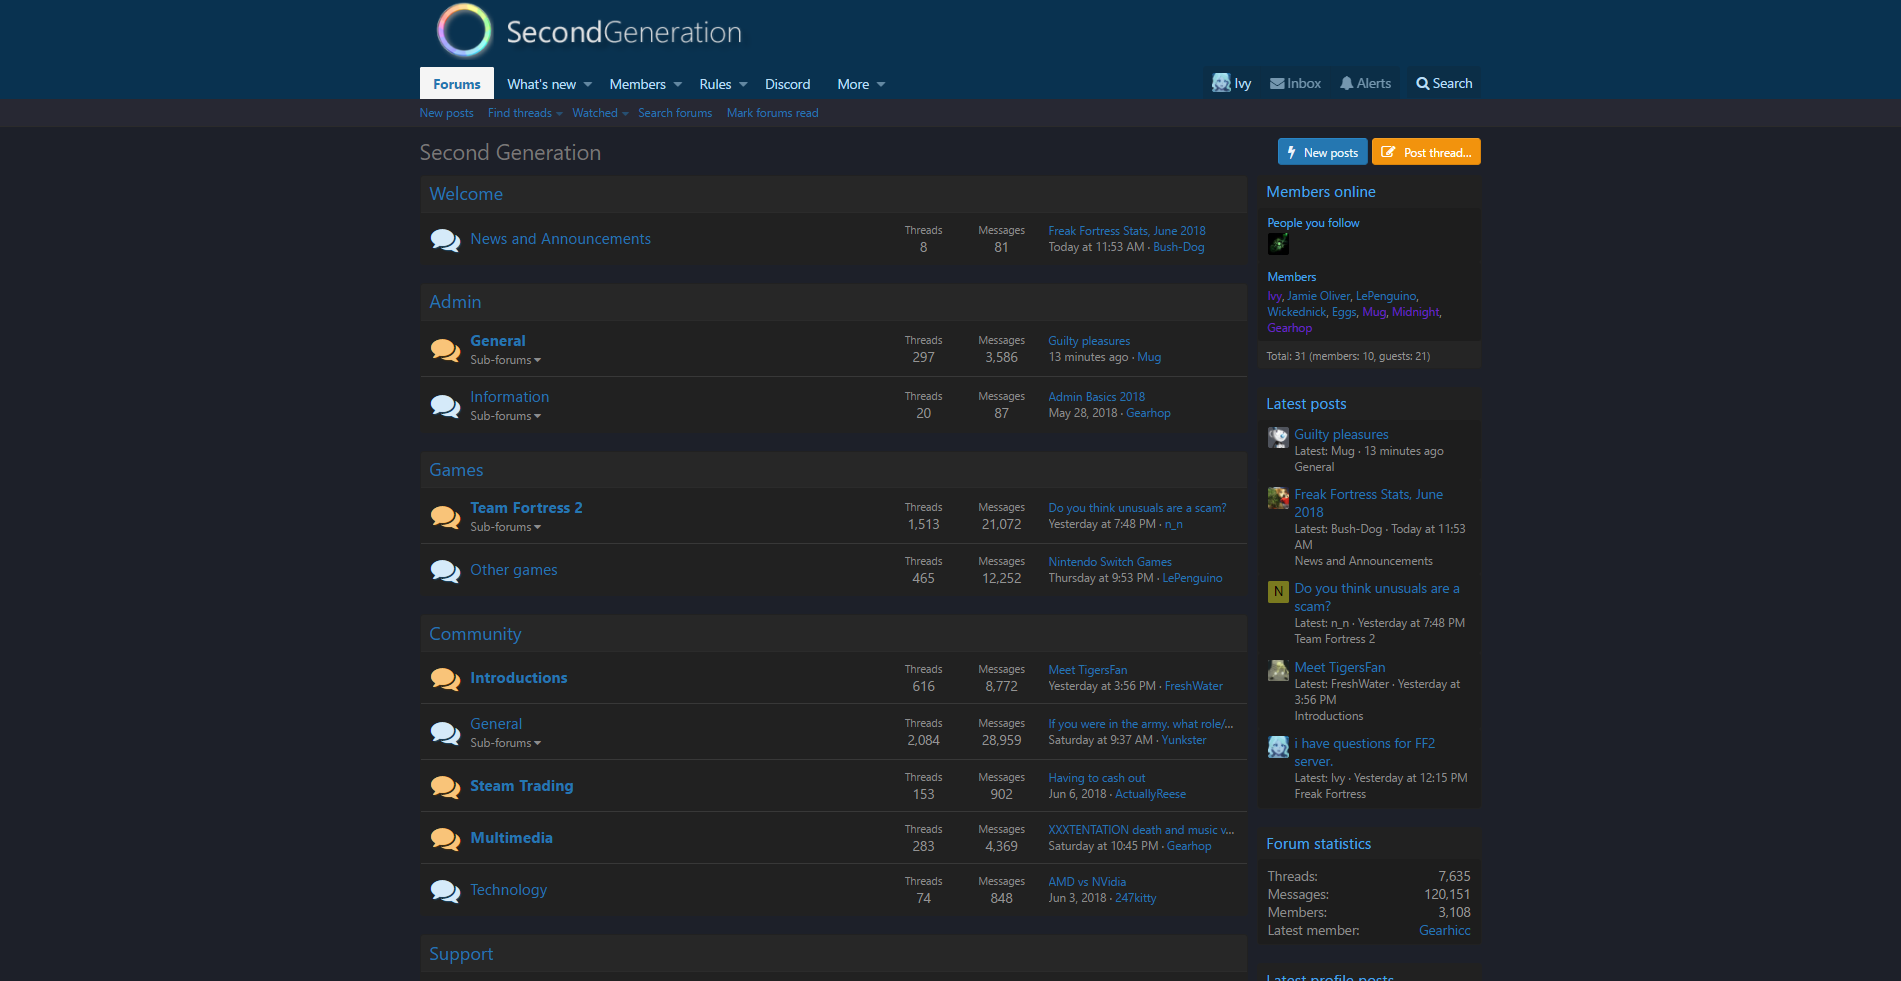 SecondGeneration
Forums What's new Members Rules Discord More Ivy Inbox Alerts Search
New posts Find threads Watched Search forums Mark forums read
Second Generation
New posts Post thread...
Welcome
News and Announcements
Threads Messages
8 81
Freak Fortress Stats, June 2018
Today at 11:53 AM · Bush-Dog
Admin
General
Sub-forums
Threads Messages
297 3,586
Guilty pleasures
13 minutes ago · Mug
Information
Sub-forums
Threads Messages
20 87
Admin Basics 2018
May 28, 2018 · Gearhop
Games
Team Fortress 2
Sub-forums
Threads Messages
1,513 21,072
Do you think unusuals are a scam?
Yesterday at 7:48 PM · n_n
Other games
Threads Messages
465 12,252
Nintendo Switch Games
Thursday at 9:53 PM · LePenguino
Community
Introductions
Threads Messages
616 8,772
Meet TigersFan
Yesterday at 3:56 PM · FreshWater
General
Sub-forums
Threads Messages
2,084 28,959
If you were in the army. what role/...
Saturday at 9:37 AM · Yunkster
Steam Trading
Threads Messages
153 902
Having to cash out
Jun 6, 2018 · ActuallyReese
Multimedia
Threads Messages
283 4,369
XXXTENTATION death and music v...
Saturday at 10:45 PM · Gearhop
Technology
Threads Messages
74 848
AMD vs NVidia
Jun 3, 2018 · 247kitty
Support
Members online
People you follow
Members
Ivy, Jamie Oliver, LePenguino,
Wickednick, Eggs, Mug, Midnight,
Gearhop
Total: 31 (members: 10, guests: 21)
Latest posts
Guilty pleasures
Latest: Mug · 13 minutes ago
General
Freak Fortress Stats, June
2018
Latest: Bush-Dog · Today at 11:53
AM
News and Announcements
N
Do you think unusuals are a
scam?
Latest: n_n · Yesterday at 7:48 PM
Team Fortress 2
Meet TigersFan
Latest: FreshWater · Yesterday at
3:56 PM
Introductions
i have questions for FF2
server.
Latest: Ivy · Yesterday at 12:15 PM
Freak Fortress
Forum statistics
Threads: 7,635
Messages: 120,151
Members: 3,108
Latest member: Gearhicc
Latest profile posts